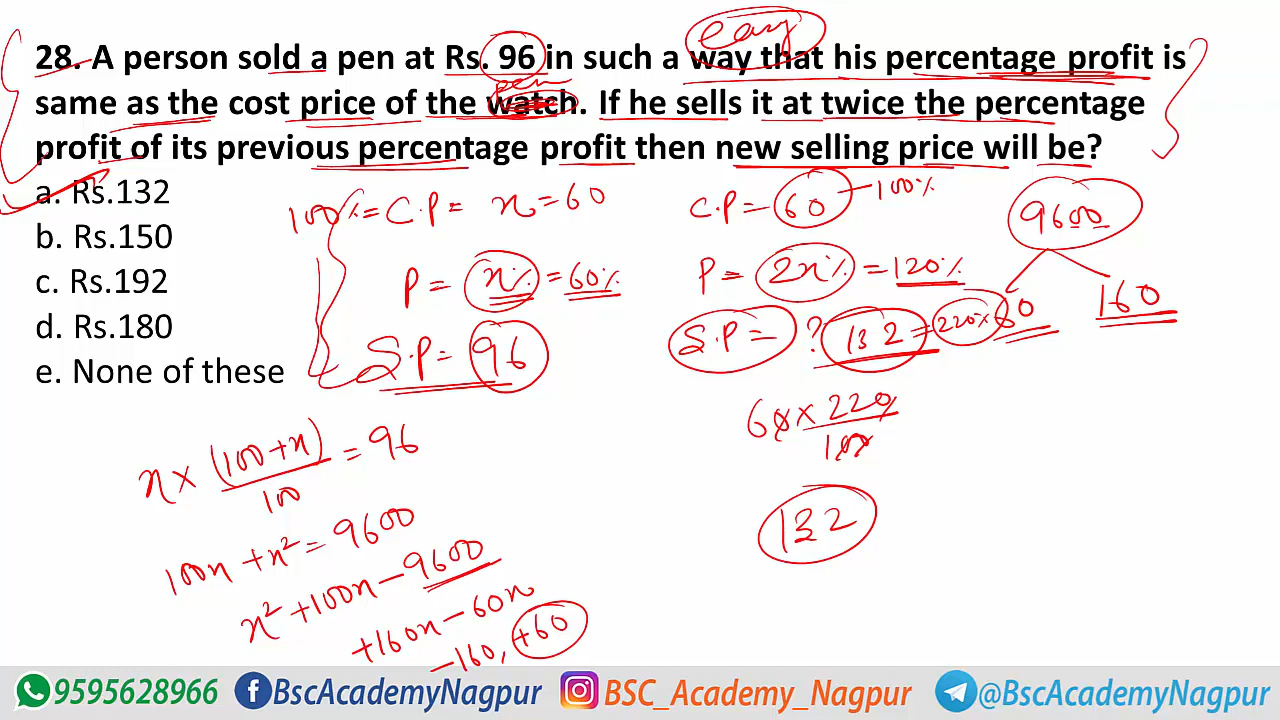 easy
28. A person sold a pen at Rs. 96 in such a way that his percentage profit is
pen
same as the cost price of the watch. If he sells it at twice the percentage
profit of its previous percentage profit then new selling price will be?
a. Rs.132
b. Rs.150
c. Rs.192
d. Rs.180
e. None of these
100% = C.P = x = 60
P = x% = 60%
S.P = 96
C.P = 60 – 100%
P = 2x% = 120%
S.P = ? 132 = 220%
9600
60 160
x × (100+x)/100 = 96
100x + x² = 9600
x² + 100x – 9600
+160x – 60x
–160, +60
60 × 220/100
132
9595628966 BscAcademyNagpur BSC_Academy_Nagpur @BscAcademyNagpur